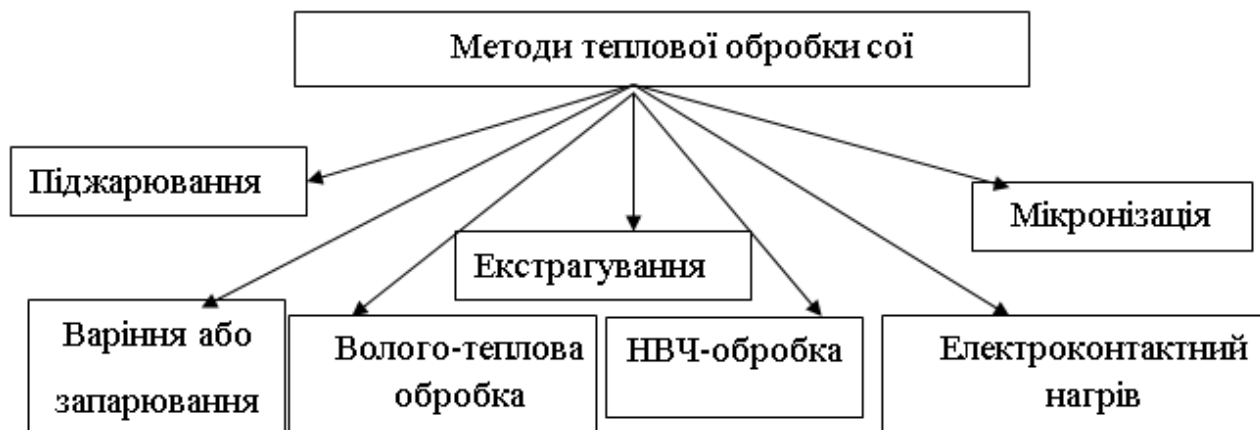 Методи теплової обробки сої
Піджарювання
Мікронізація
Екстрагування
Варіння або
запарювання
Волого-теплова
обробка
НВЧ-обробка
Електроконтактний
нагрів